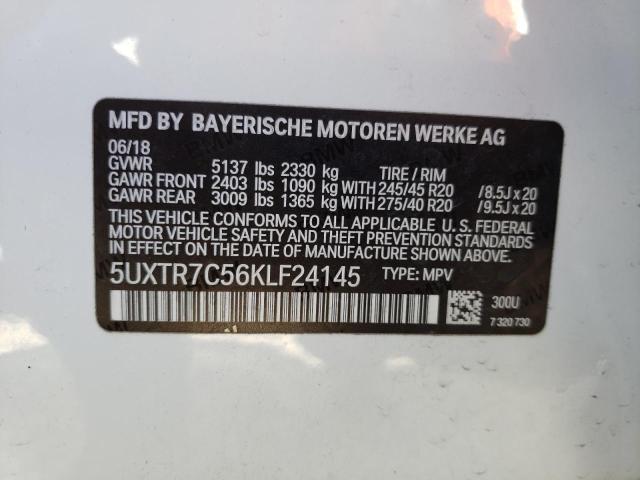 MFD BY BAYERISCHE MOTOREN WERKE AG
06/18
GVWR 5137 lbs 2330 kg TIRE / RIM
GAWR FRONT 2403 lbs 1090 kg WITH 245/45 R20 /8.5J x 20
GAWR REAR 3009 lbs 1365 kg WITH 275/40 R20 /9.5J x 20
THIS VEHICLE CONFORMS TO ALL APPLICABLE U. S. FEDERAL
MOTOR VEHICLE SAFETY AND THEFT PREVENTION STANDARDS
IN EFFECT ON THE DATE OF MANUFACTURE SHOWN ABOVE.
5UXTR7C56KLF24145 TYPE: MPV
300U
7 320 730